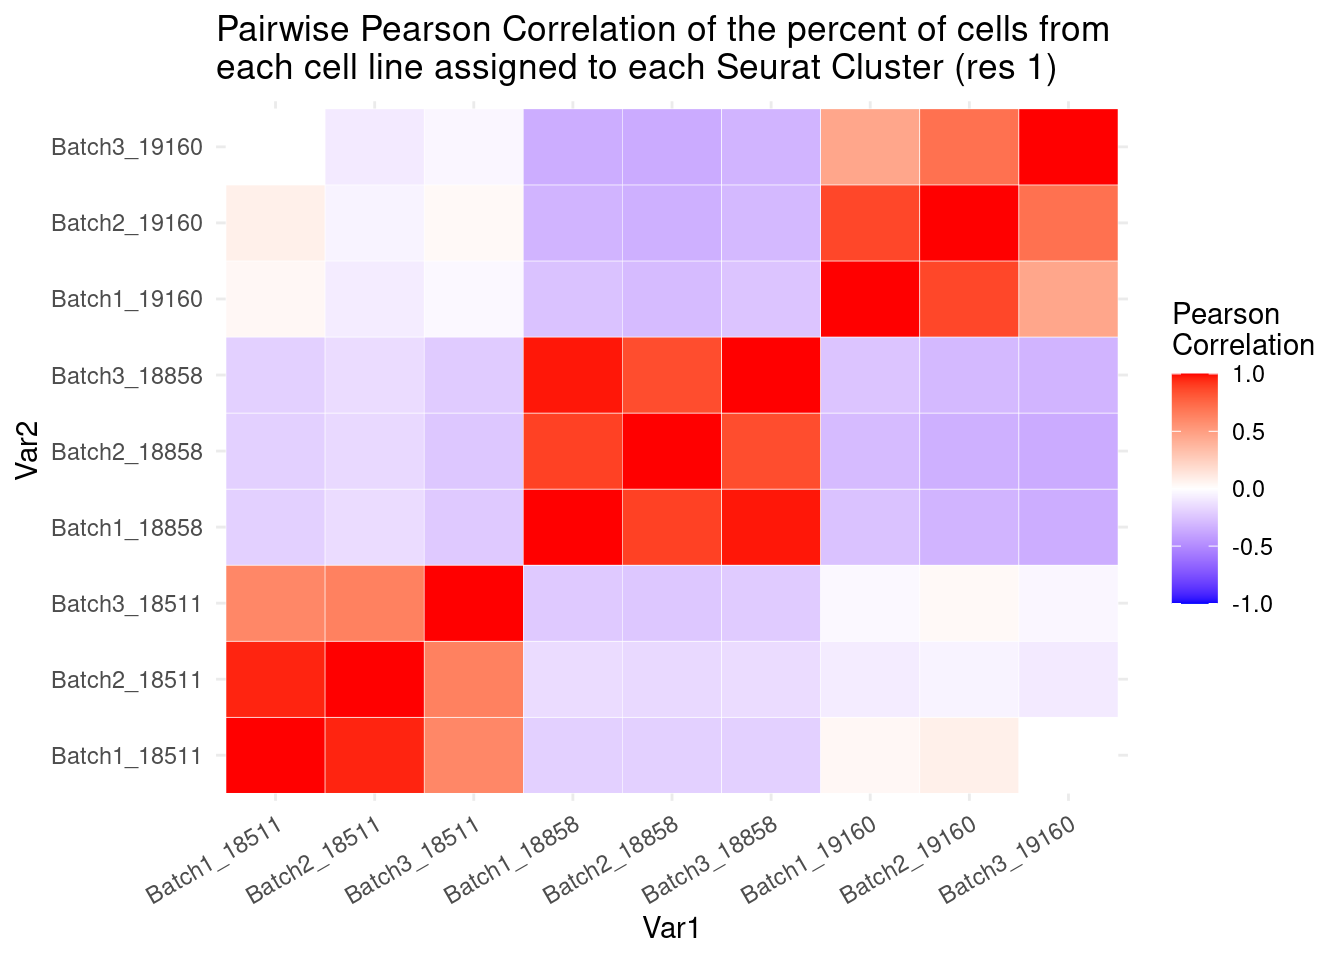 Pairwise Pearson Correlation of the percent of cells from
each cell line assigned to each Seurat Cluster (res 1)
Var2
Batch3_19160
Batch2_19160
Batch1_19160
Batch3_18858
Batch2_18858
Batch1_18858
Batch3_18511
Batch2_18511
Batch1_18511
Batch1_18511
Batch2_18511
Batch3_18511
Batch1_18858
Batch2_18858
Batch3_18858
Batch1_19160
Batch2_19160
Batch3_19160
Var1
Pearson
Correlation
1.0
0.5
0.0
-0.5
-1.0